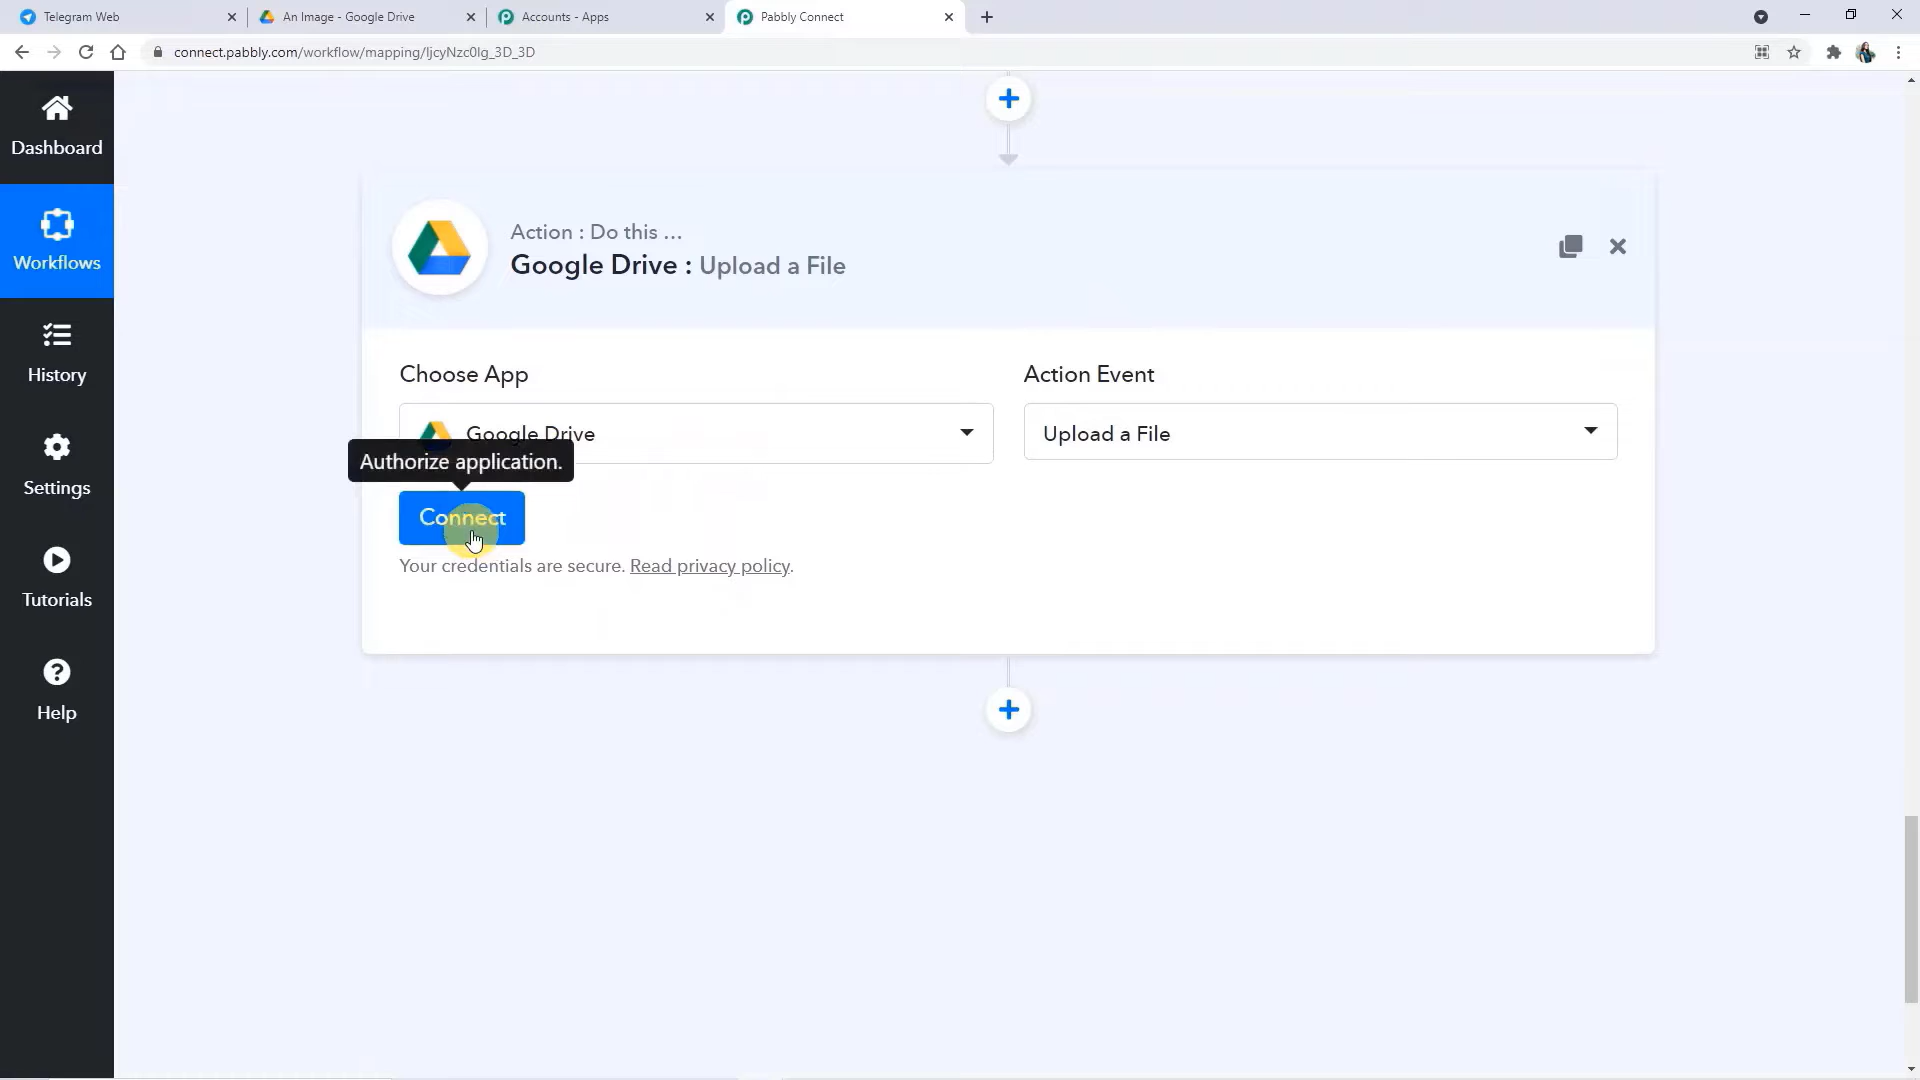 Telegram Web
An Image - Google Drive
Accounts - Apps
Pabbly Connect
connect.pabbly.com/workflow/mapping/IjcyNzc0Ig_3D_3D
Dashboard
Workflows
History
Settings
Tutorials
Help
Action : Do this ...
Google Drive : Upload a File
Choose App
Action Event
Google Drive
Upload a File
Authorize application.
Connect
Your credentials are secure. Read privacy policy.